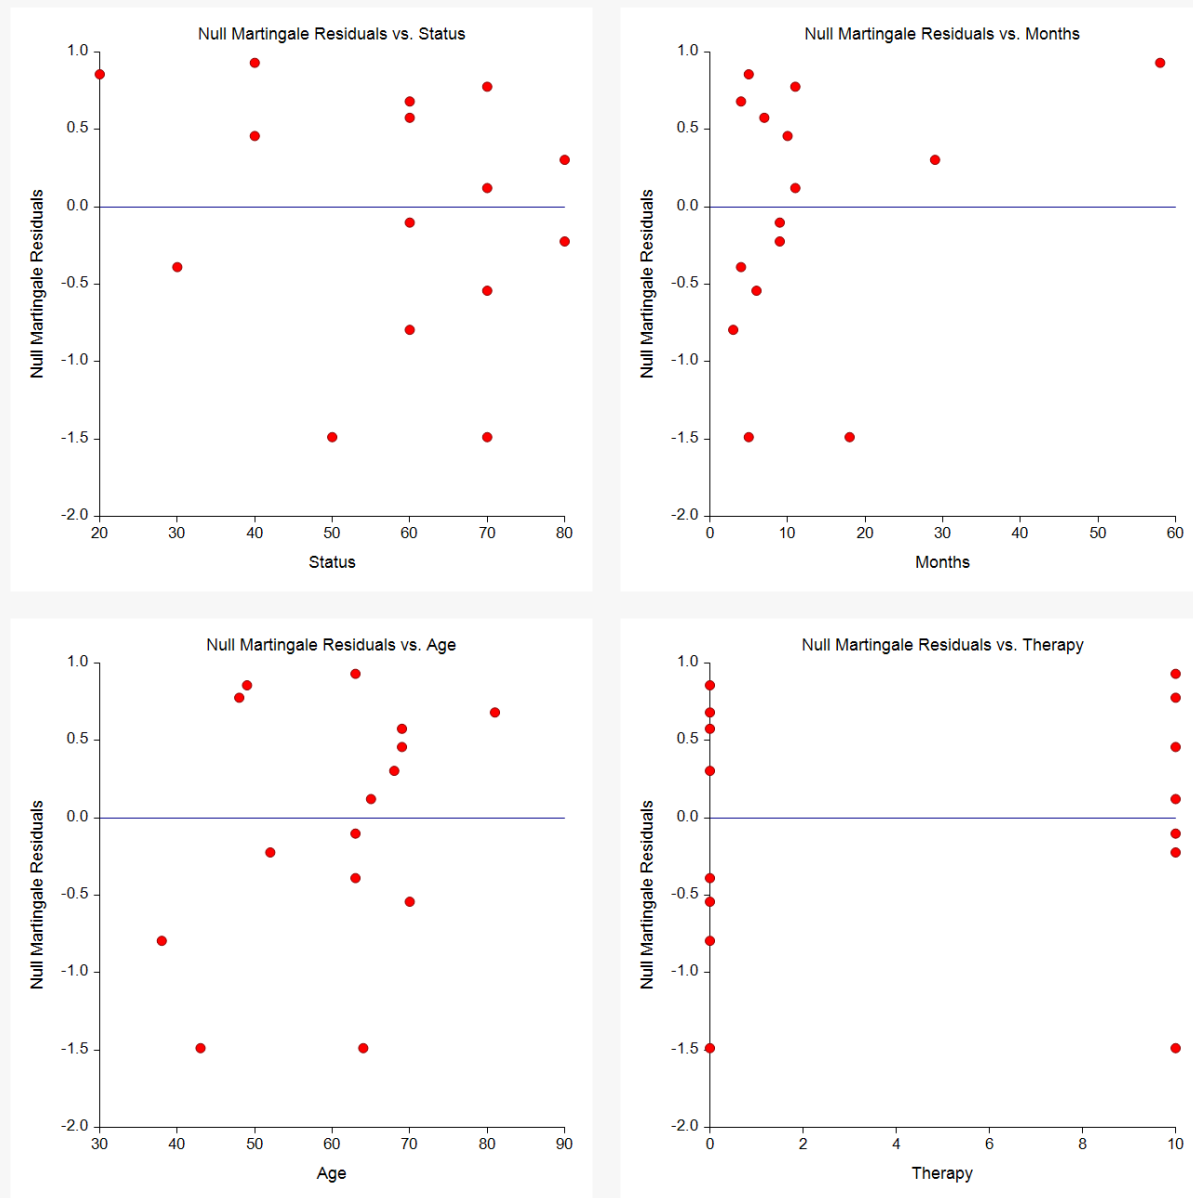 Null Martingale Residuals vs. Status
1.0
0.5
0.0
-0.5
-1.0
-1.5
-2.0
Null Martingale Residuals
20 30 40 50 60 70 80
Status
Null Martingale Residuals vs. Months
1.0
0.5
0.0
-0.5
-1.0
-1.5
-2.0
Null Martingale Residuals
0 10 20 30 40 50 60
Months
Null Martingale Residuals vs. Age
1.0
0.5
0.0
-0.5
-1.0
-1.5
-2.0
Null Martingale Residuals
30 40 50 60 70 80 90
Age
Null Martingale Residuals vs. Therapy
1.0
0.5
0.0
-0.5
-1.0
-1.5
-2.0
Null Martingale Residuals
0 2 4 6 8 10
Therapy